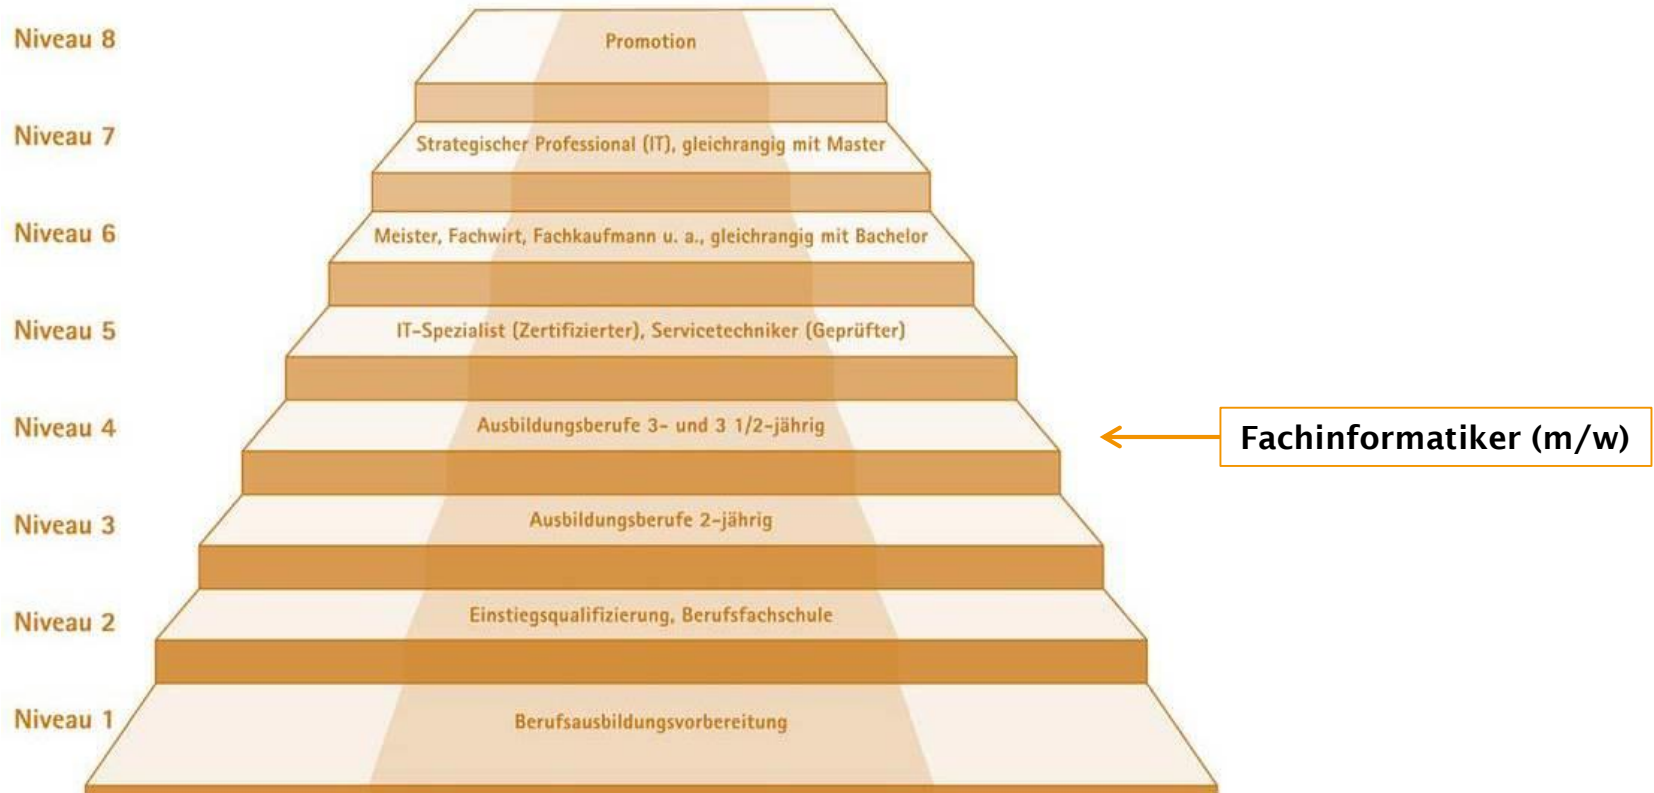 Niveau 8
Promotion
Niveau 7
Strategischer Professional (IT), gleichrangig mit Master
Niveau 6
Meister, Fachwirt, Fachkaufmann u. a., gleichrangig mit Bachelor
Niveau 5
IT-Spezialist (Zertifizierter), Servicetechniker (Geprüfter)
Niveau 4
Ausbildungsberufe 3- und 3 1/2-jährig
Fachinformatiker (m/w)
Niveau 3
Ausbildungsberufe 2-jährig
Niveau 2
Einstiegsqualifizierung, Berufsfachschule
Niveau 1
Berufsausbildungsvorbereitung